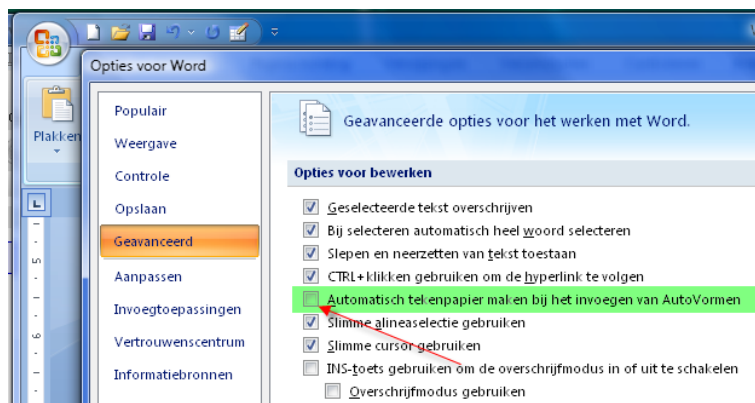 Opties voor Word
Plakken
Populair
Weergave
Controle
Opslaan
Geavanceerd
Aanpassen
Invoegtoepassingen
Vertrouwenscentrum
Informatiebronnen
Geavanceerde opties voor het werken met Word.
Opties voor bewerken
Geselecteerde tekst overschrijven
Bij selecteren automatisch heel woord selecteren
Slepen en neerzetten van tekst toestaan
CTRL+klikken gebruiken om de hyperlink te volgen
Automatisch tekenpapier maken bij het invoegen van AutoVormen
Slimme alineaselectie gebruiken
Slimme cursor gebruiken
INS-toets gebruiken om de overschrijfmodus in of uit te schakelen
Overschrijfmodus gebruiken